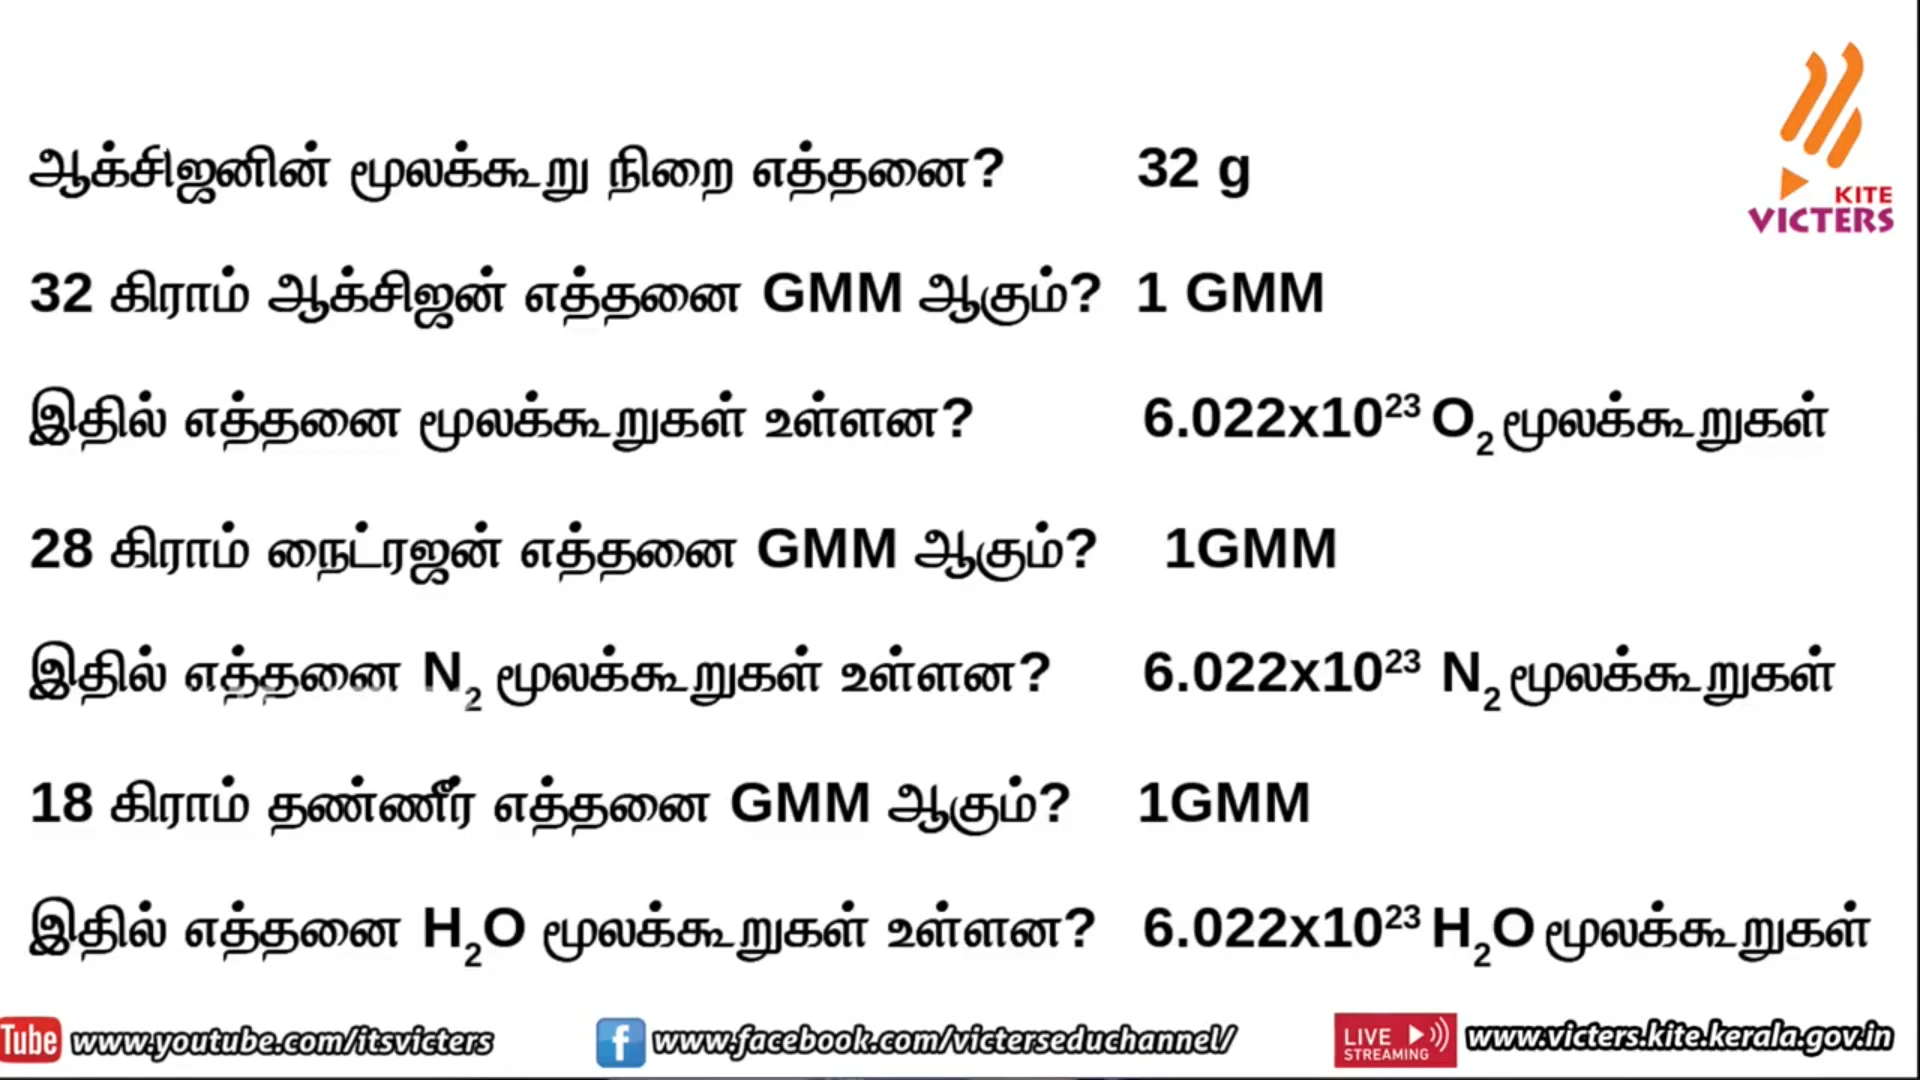 KITE
VICTERS
ஆக்சிஜனின் மூலக்கூறு நிறை எத்தனை? 32 g
32 கிராம் ஆக்சிஜன் எத்தனை GMM ஆகும்? 1 GMM
இதில் எத்தனை மூலக்கூறுகள் உள்ளன? 6.022x10²³ O₂ மூலக்கூறுகள்
28 கிராம் நைட்ரஜன் எத்தனை GMM ஆகும்? 1GMM
இதில் எத்தனை N₂ மூலக்கூறுகள் உள்ளன? 6.022x10²³ N₂ மூலக்கூறுகள்
18 கிராம் தண்ணீர் எத்தனை GMM ஆகும்? 1GMM
இதில் எத்தனை H₂O மூலக்கூறுகள் உள்ளன? 6.022x10²³ H₂O மூலக்கூறுகள்
Tube www.youtube.com/itsvicters www.facebook.com/victerseduchannel/ LIVE STREAMING www.victers.kite.kerala.gov.in